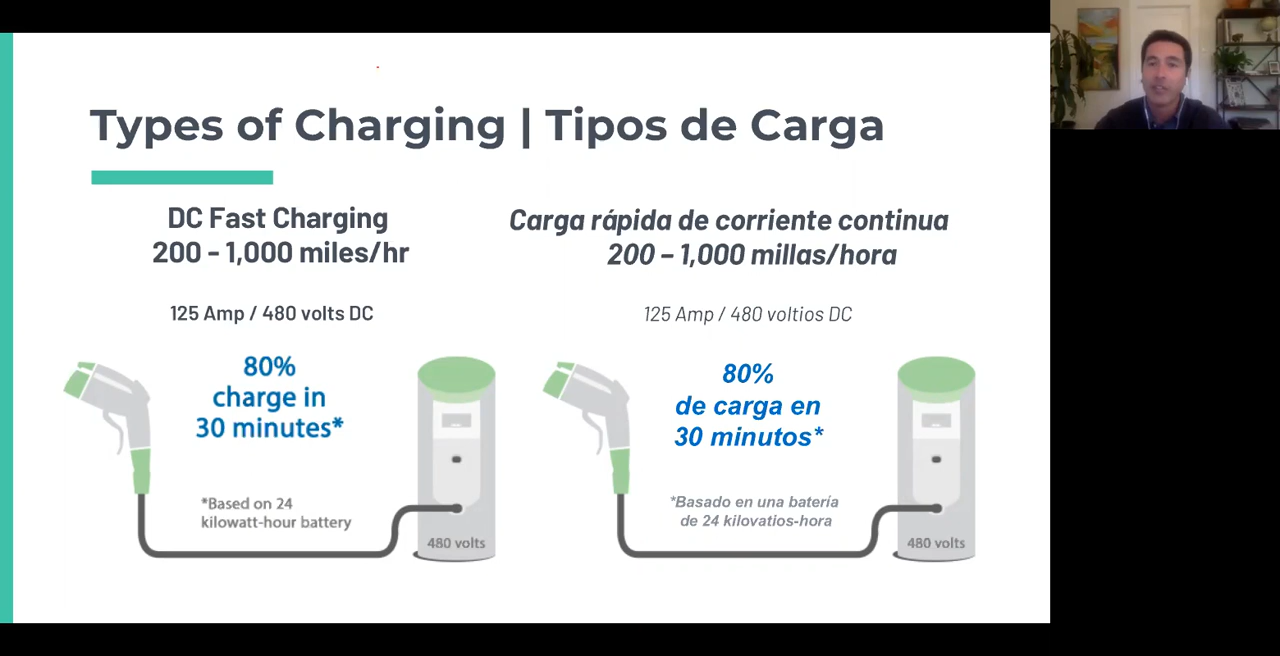 Types of Charging | Tipos de Carga
DC Fast Charging
200 - 1,000 miles/hr
125 Amp / 480 volts DC
80%
charge in
30 minutes*
*Based on 24
kilowatt-hour battery
480 volts
Carga rápida de corriente continua
200 – 1,000 millas/hora
125 Amp / 480 voltios DC
80%
de carga en
30 minutos*
*Basado en una batería
de 24 kilovatios-hora
480 volts